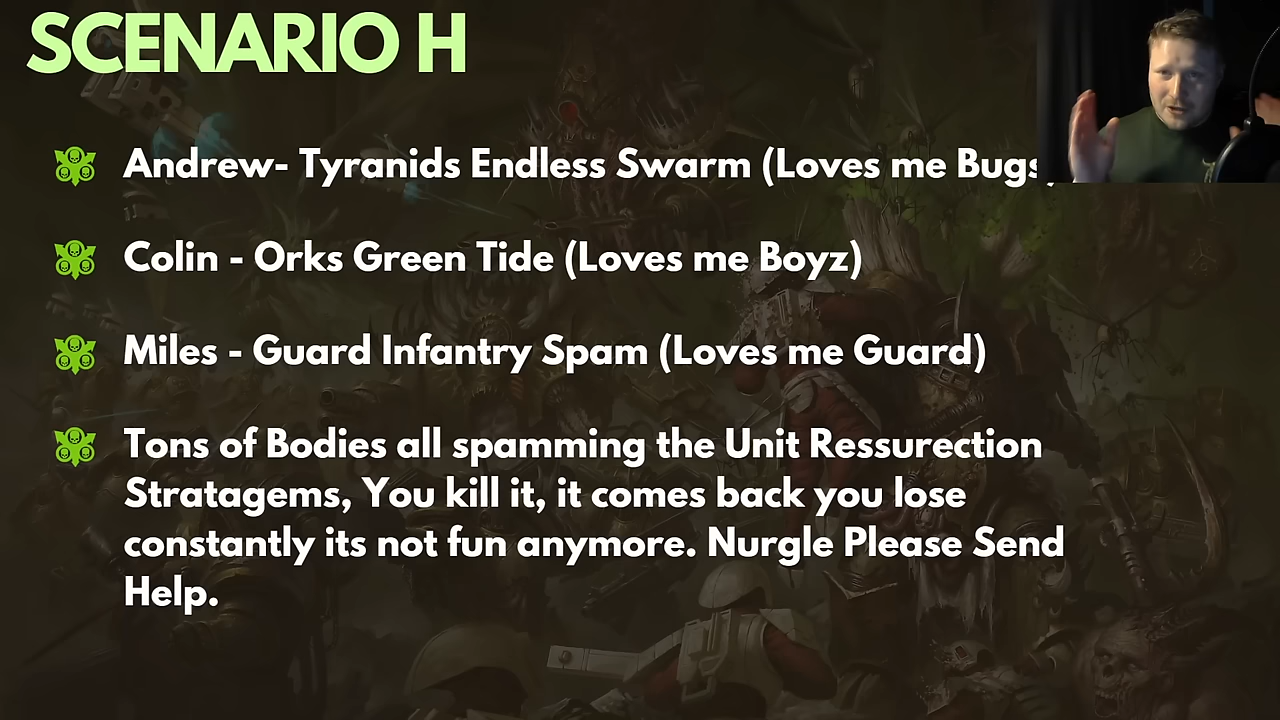 SCENARIO H
Andrew- Tyranids Endless Swarm (Loves me Bugs
Colin - Orks Green Tide (Loves me Boyz)
Miles - Guard Infantry Spam (Loves me Guard)
Tons of Bodies all spamming the Unit Ressurection
Stratagems, You kill it, it comes back you lose
constantly its not fun anymore. Nurgle Please Send
Help.